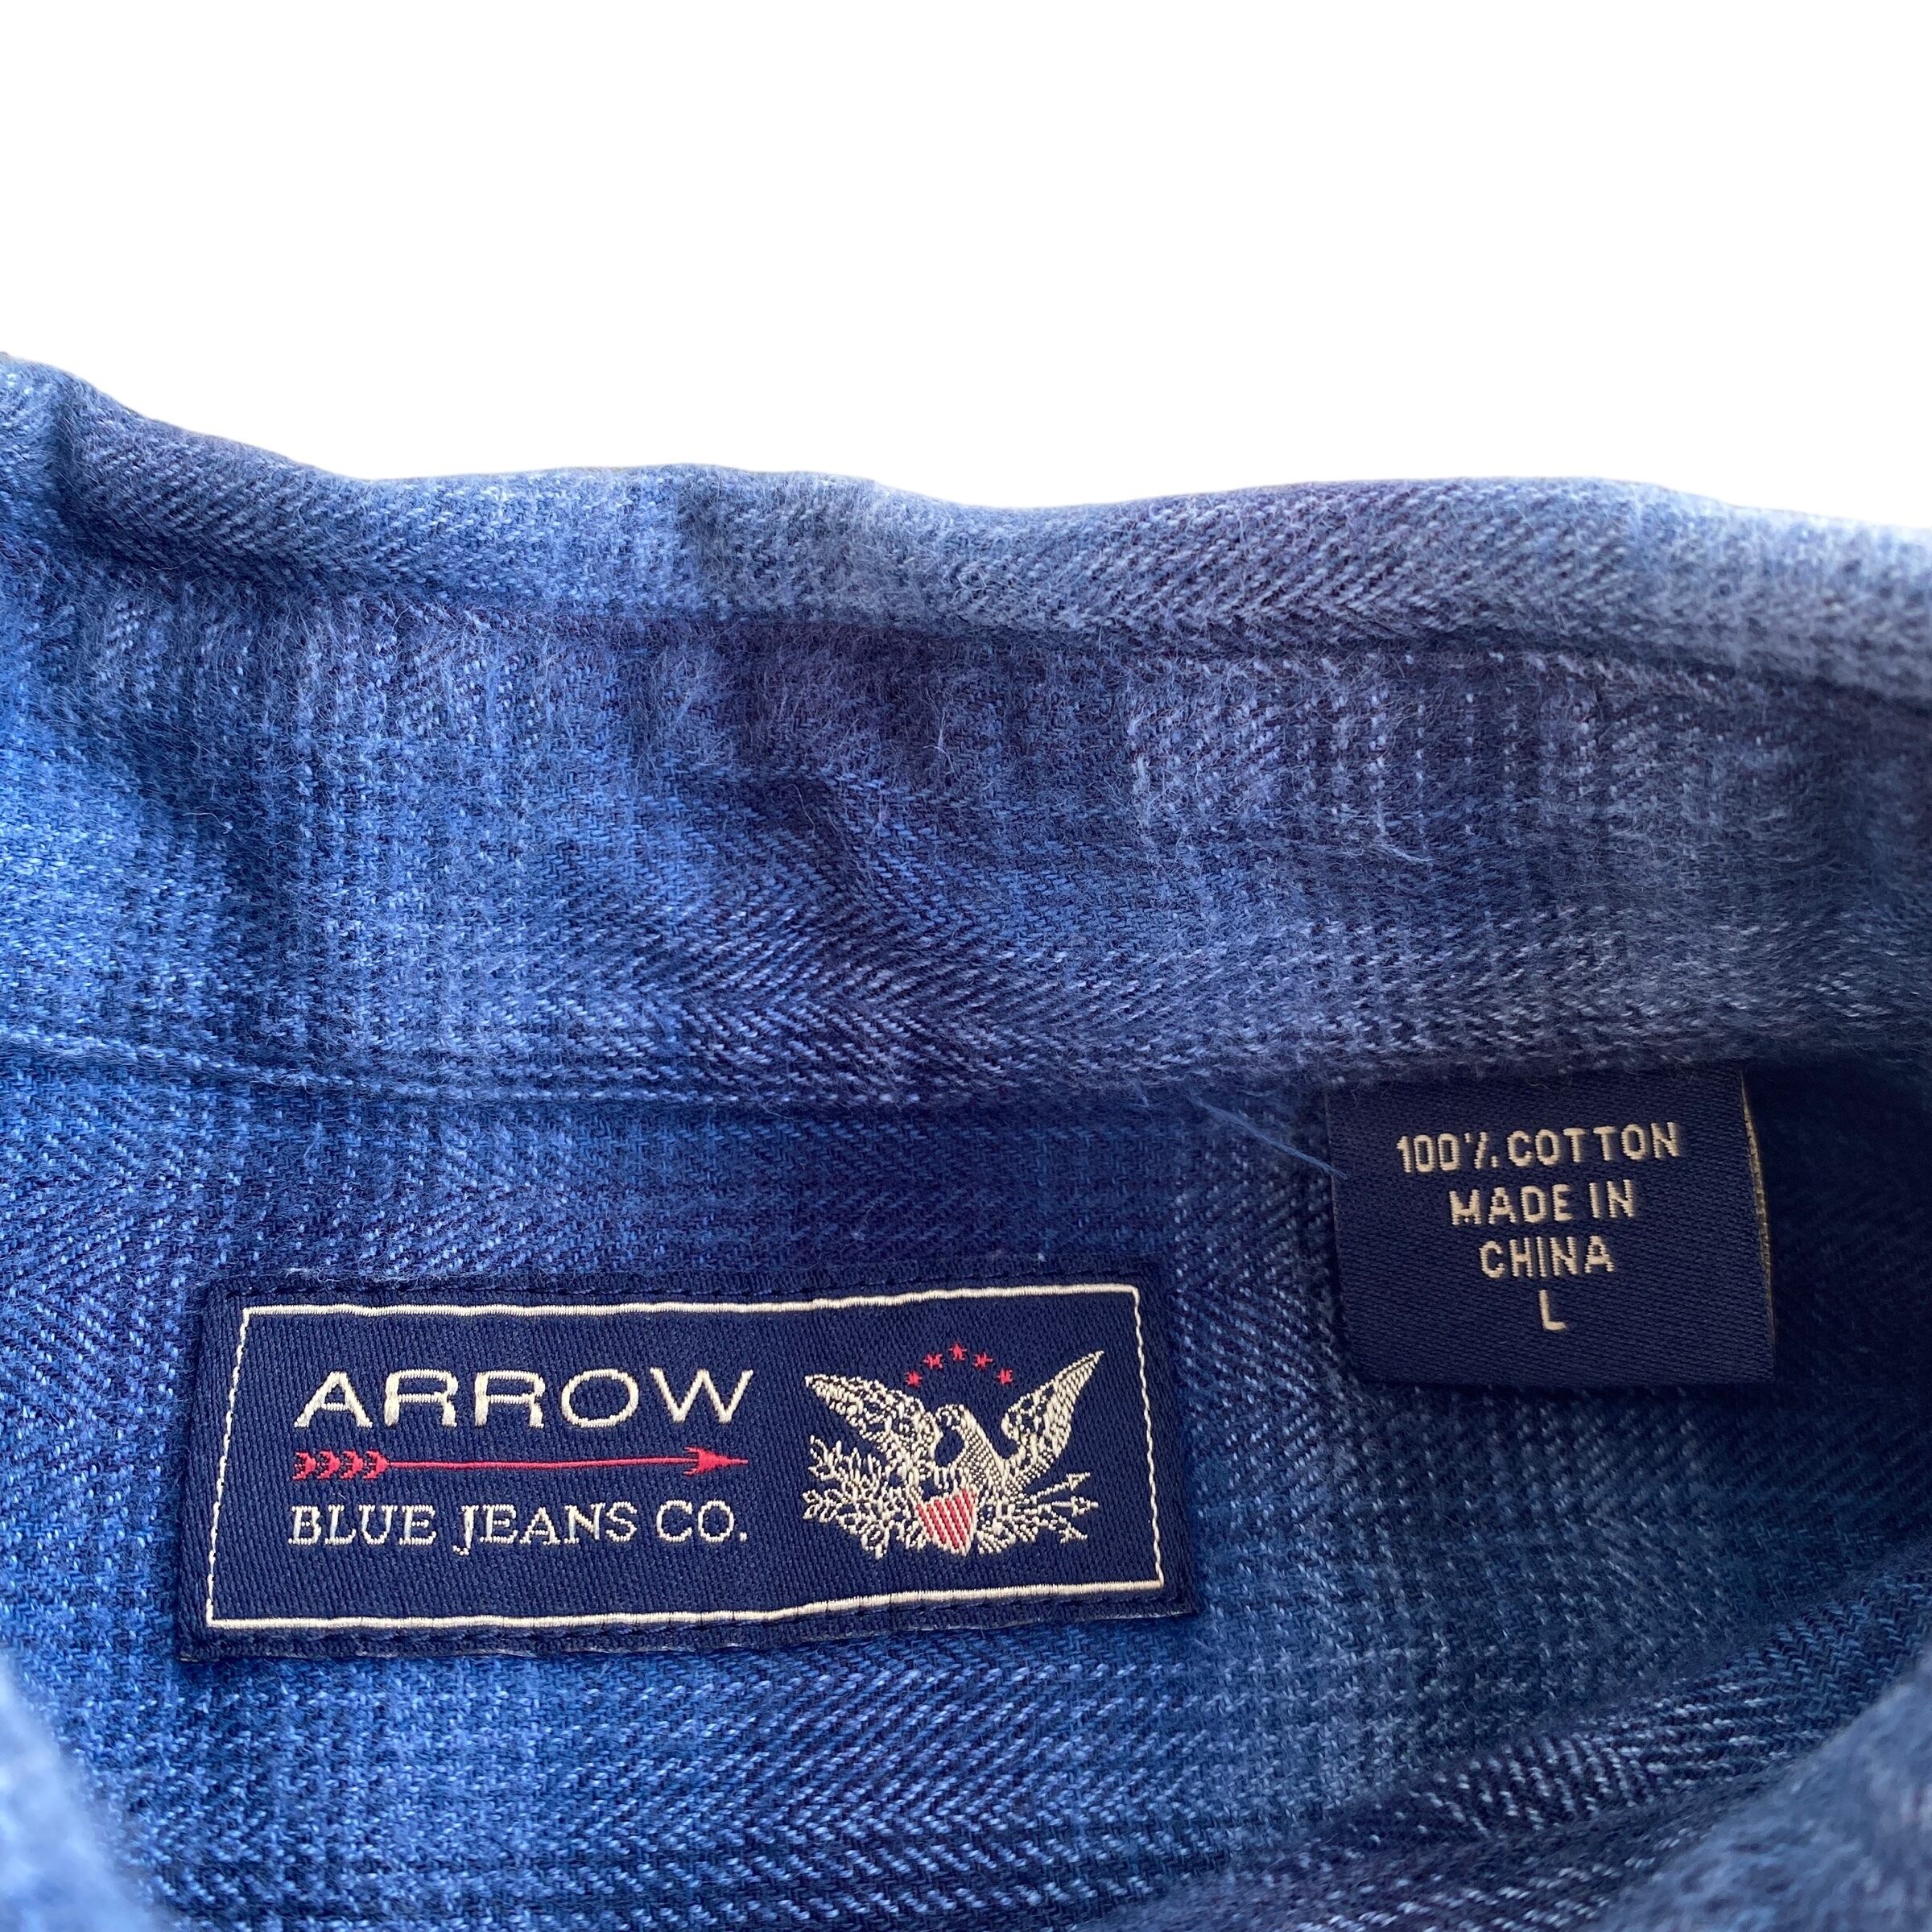 100% COTTON
MADE IN
CHINA
L
ARROW
BLUE JEANS CO.